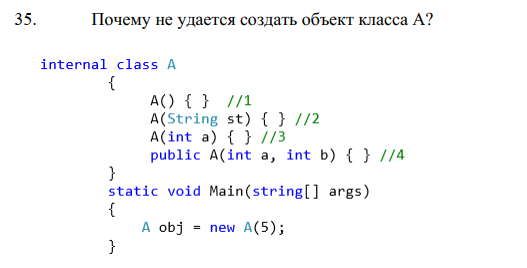 35. Почему не удается создать объект класса А?
internal class A
{
A() { } //1
A(String st) { } //2
A(int a) { } //3
public A(int a, int b) { } //4
}
static void Main(string[] args)
{
A obj = new A(5);
}